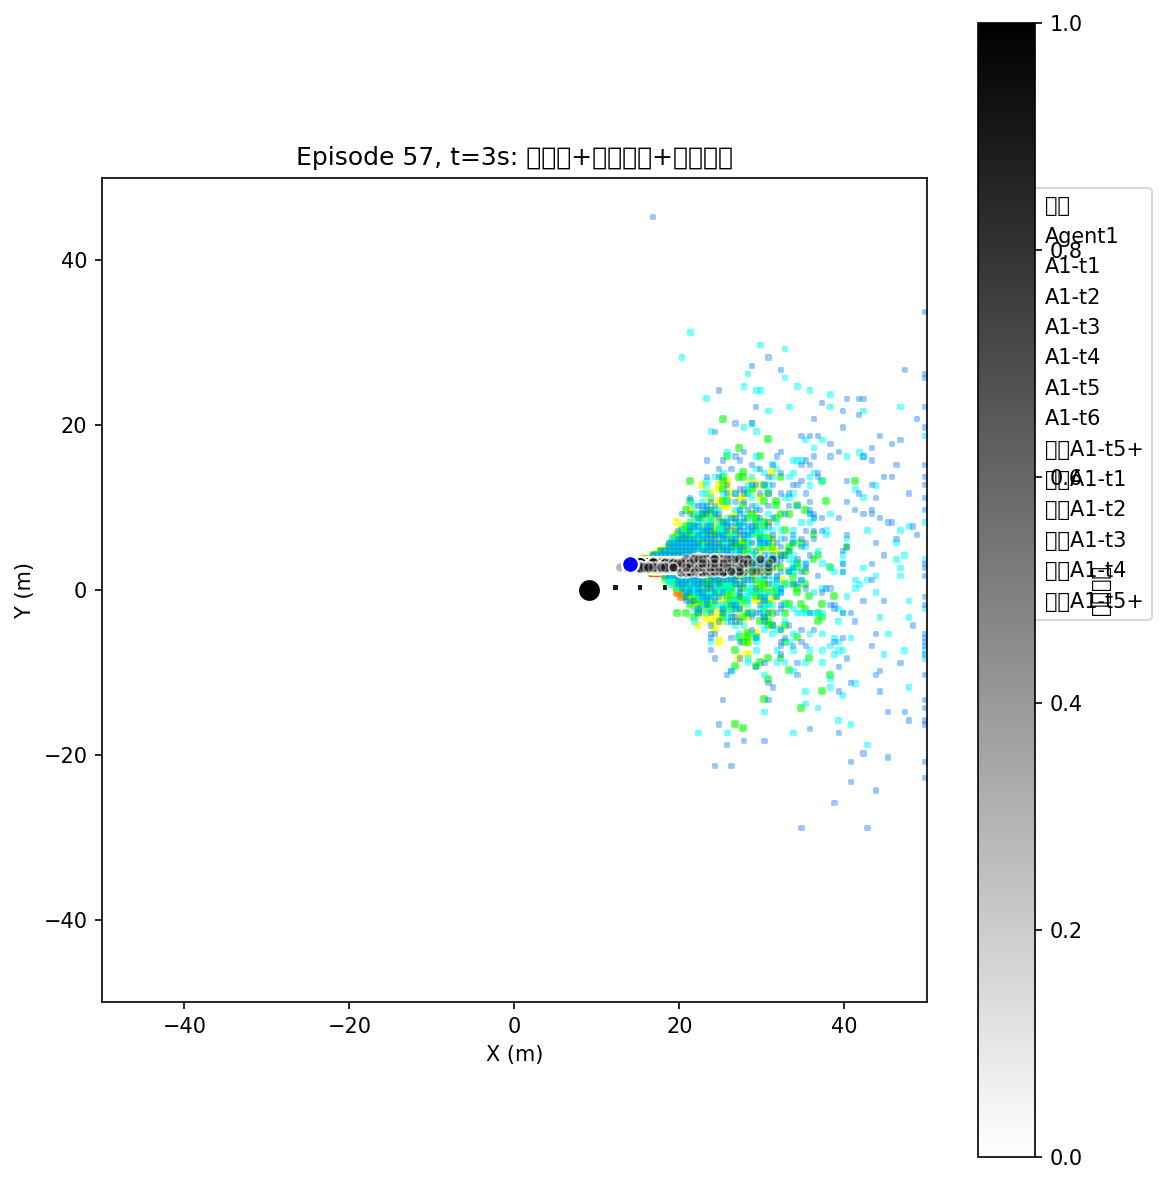 Episode 57, t=3s: □□□+□□□□+□□□□
1.0
0.8
0.6
0.4
0.2
0.0
□□
Agent1
A1-t1
A1-t2
A1-t3
A1-t4
A1-t5
A1-t6
□□A1-t5+
□□A1-t1
□□A1-t2
□□A1-t3
□□A1-t4
□□A1-t5+
□□□□
Y (m)
40
20
0
−20
−40
−40
−20
0
20
40
X (m)